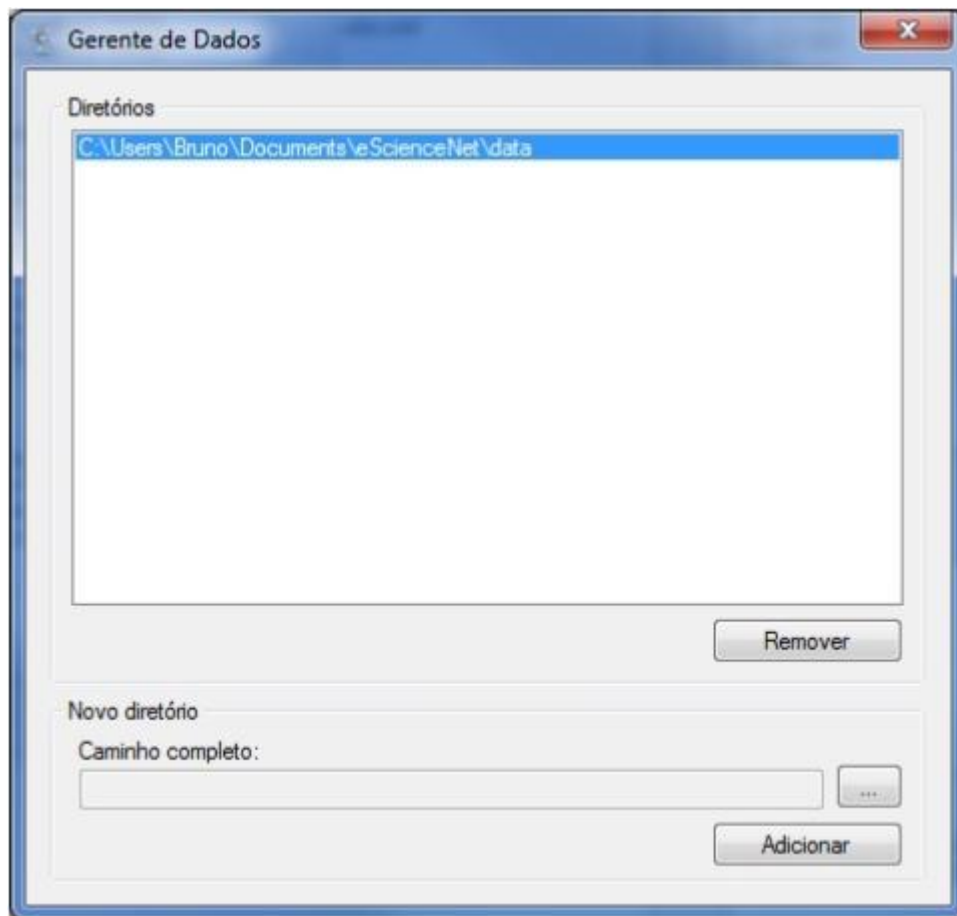 Gerente de Dados
Diretórios
C:\Users\Bruno\Documents\eScienceNet\data
Remover
Novo diretório
Caminho completo:
...
Adicionar